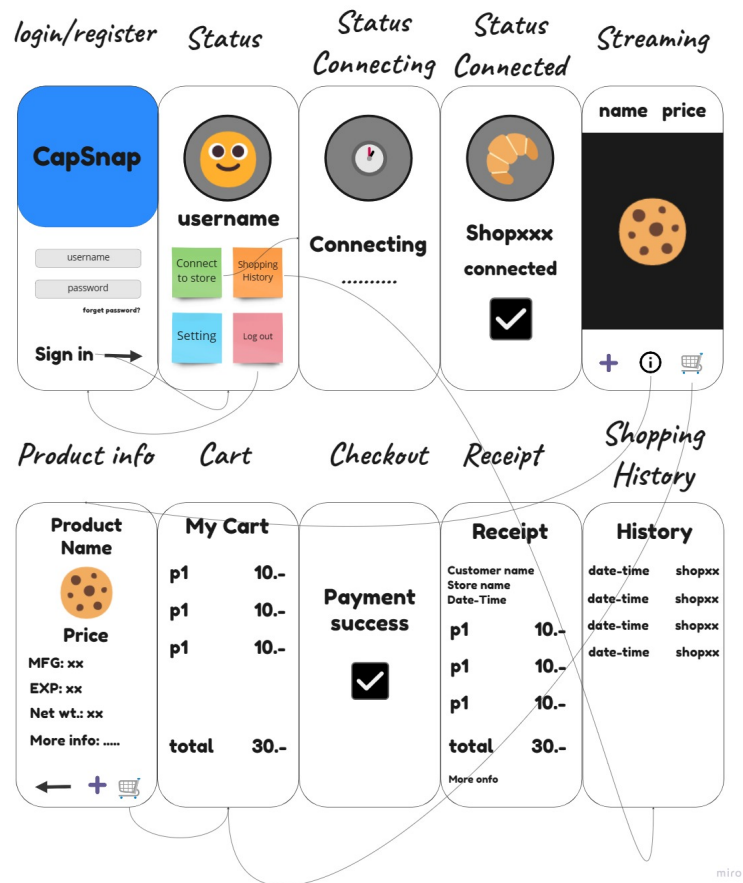 login/register
Status
Status
Connecting
Status
Connected
Streaming
CapSnap
username
password
forget password?
Sign in
username
Connect
to store
Shopping
History
Setting
Log out
Connecting
..........
Shopxxx
connected
name price
Product info
Cart
Checkout
Receipt
Shopping
History
Product
Name
Price
MFG: xx
EXP: xx
Net wt.: xx
More info: .....
My Cart
p1 10.-
p1 10.-
p1 10.-
total 30.-
Payment
success
Receipt
Customer name
Store name
Date-Time
p1 10.-
p1 10.-
p1 10.-
total 30.-
More onfo
History
date-time shopxx
date-time shopxx
date-time shopxx
date-time shopxx
miro